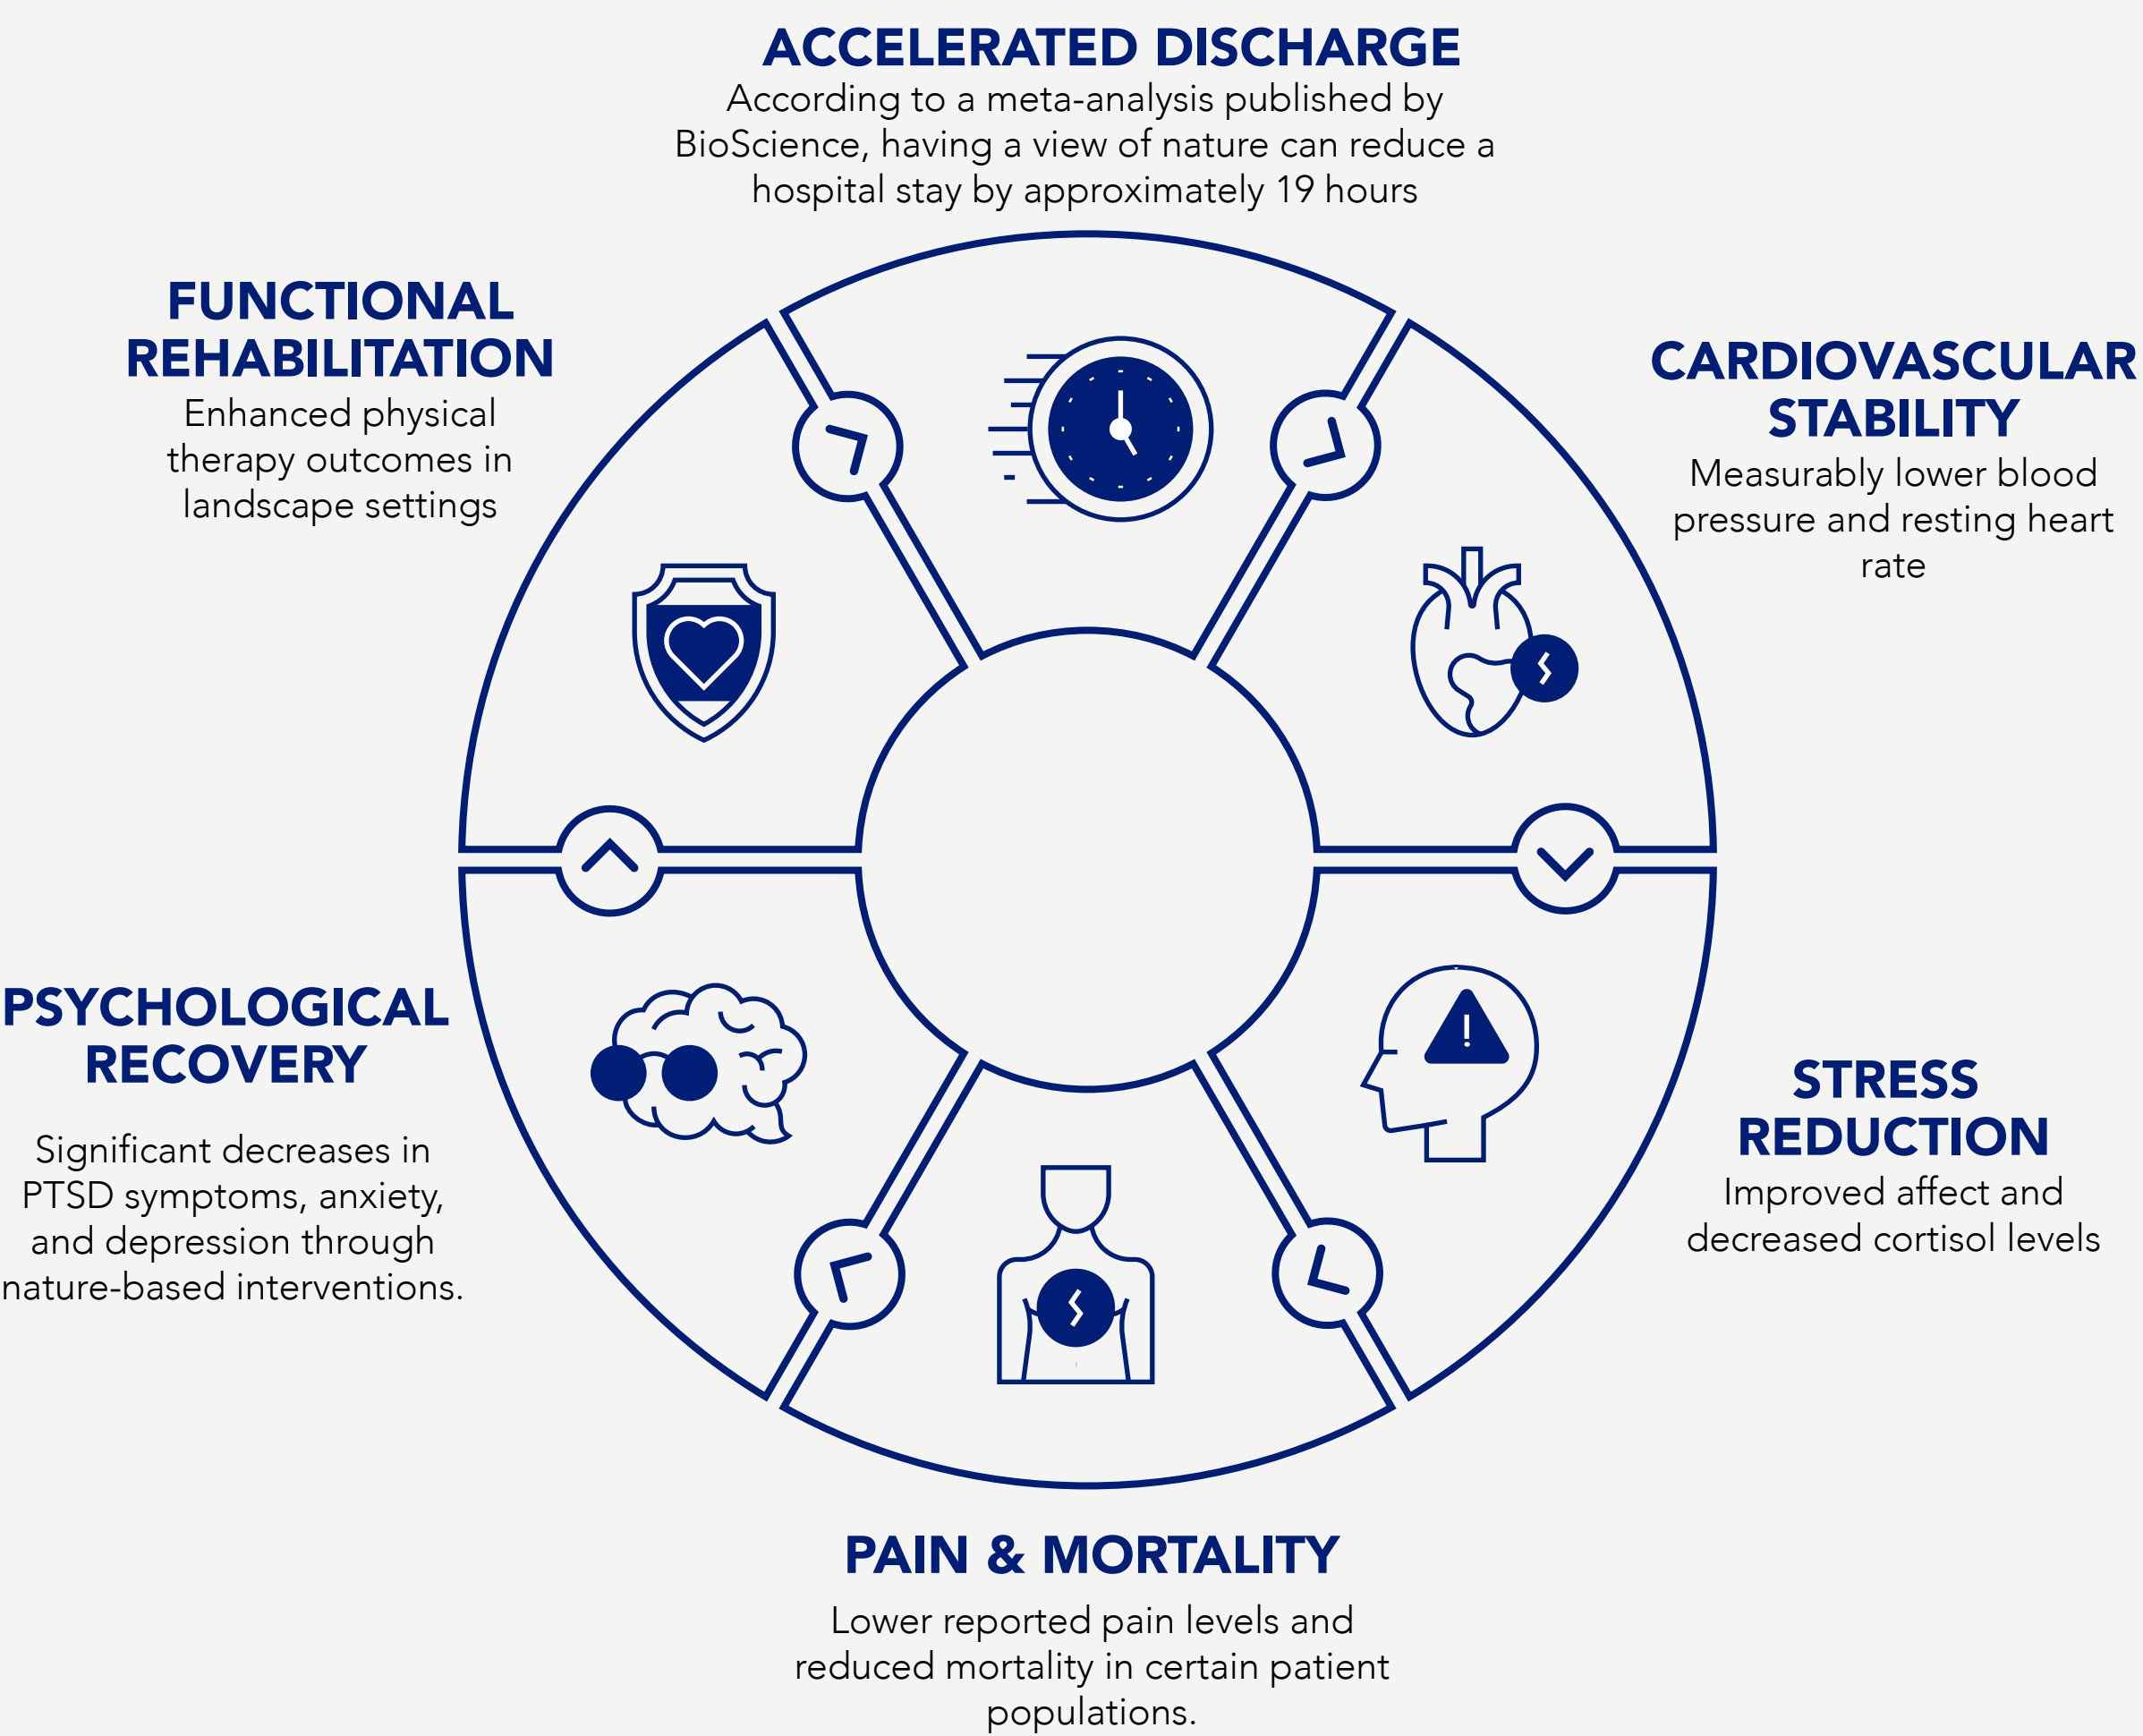 ACCELERATED DISCHARGE
According to a meta-analysis published by
BioScience, having a view of nature can reduce a
hospital stay by approximately 19 hours
CARDIOVASCULAR
STABILITY
Measurably lower blood
pressure and resting heart
rate
STRESS
REDUCTION
Improved affect and
decreased cortisol levels
PAIN & MORTALITY
Lower reported pain levels and
reduced mortality in certain patient
populations.
PSYCHOLOGICAL
RECOVERY
Significant decreases in
PTSD symptoms, anxiety,
and depression through
nature-based interventions.
FUNCTIONAL
REHABILITATION
Enhanced physical
therapy outcomes in
landscape settings
!